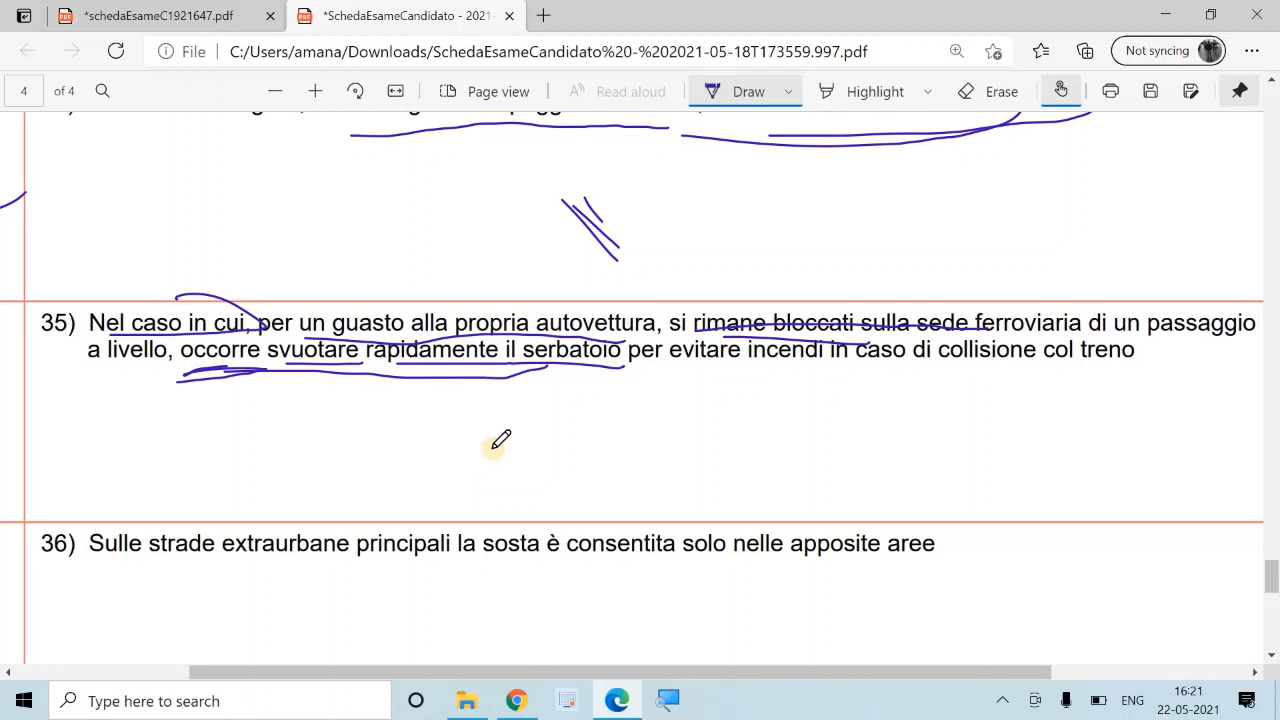 *schedaEsameC1921647.pdf
*SchedaEsameCandidato - 2021-
Not syncing
File
C:/Users/amana/Downloads/SchedaEsameCandidato%20-%202021-05-18T173559.997.pdf
4 of 4
Page view
Read aloud
Draw
Highlight
Erase
35) Nel caso in cui, per un guasto alla propria autovettura, si rimane bloccati sulla sede ferroviaria di un passaggio
a livello, occorre svuotare rapidamente il serbatoio per evitare incendi in caso di collisione col treno
36) Sulle strade extraurbane principali la sosta è consentita solo nelle apposite aree
Type here to search
ENG
16:21
22-05-2021